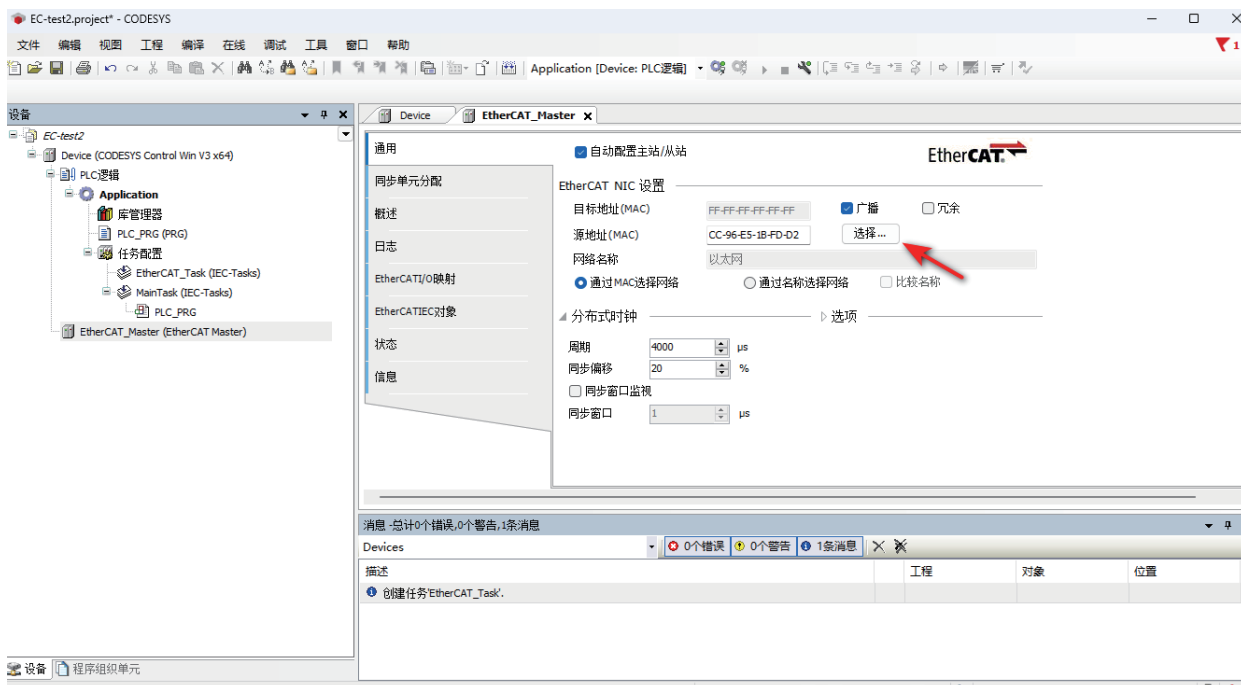 EC-test2.project* - CODESYS
文件 编辑 视图 工程 编译 在线 调试 工具 窗口 帮助
1
Application [Device: PLC逻辑]
设备
EC-test2
Device (CODESYS Control Win V3 x64)
PLC逻辑
Application
库管理器
PLC_PRG (PRG)
任务配置
EtherCAT_Task (IEC-Tasks)
MainTask (IEC-Tasks)
PLC_PRG
EtherCAT_Master (EtherCAT Master)
设备 程序组织单元
Device EtherCAT_Master
通用
同步单元分配
概述
日志
EtherCATI/O映射
EtherCATIEC对象
状态
信息
自动配置主站/从站
EtherCAT.
EtherCAT NIC 设置
目标地址(MAC) FF-FF-FF-FF-FF-FF 广播 冗余
源地址(MAC) CC-96-E5-1B-FD-D2 选择...
网络名称 以太网
通过MAC选择网络 通过名称选择网络 比较名称
分布式时钟 选项
周期 4000 µs
同步偏移 20 %
同步窗口监视
同步窗口 1 µs
消息 -总计0个错误,0个警告,1条消息
Devices 0个错误 0个警告 1条消息
描述 工程 对象 位置
创建任务'EtherCAT_Task'.